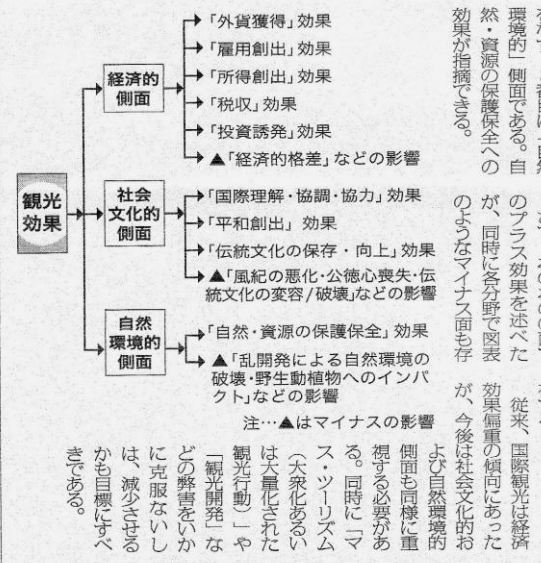 観光
効果
経済的
側面
「外貨獲得」効果
「雇用創出」効果
「所得創出」効果
「税収」効果
「投資誘発」効果
▲「経済的格差」などの影響
社会
文化的
側面
「国際理解・協調・協力」効果
「平和創出」効果
「伝統文化の保存・向上」効果
▲「風紀の悪化・公徳心喪失・伝
統文化の変容/破壊」などの影響
自然
環境的
側面
「自然・資源の保護保全」効果
▲「乱開発による自然環境の
破壊・野生動植物へのインパ
クト」などの影響
注…▲はマイナスの影響
環境的」側面である。自
然・資源の保護保全への
効果が指摘できる。
のプラス効果を述べた
が、同時に各分野で図表
のようなマイナス面も存
従来、国際観光は経済
効果偏重の傾向にあった
が、今後は社会文化的お
よび自然環境的
側面も同様に重
視する必要があ
る。同時に「マ
ス・ツーリズム
（大衆化あるい
は大量化された
観光行動）」や
「観光開発」な
どの弊害をいか
に克服ないし
は、減少させる
かも目標にすべ
きである。